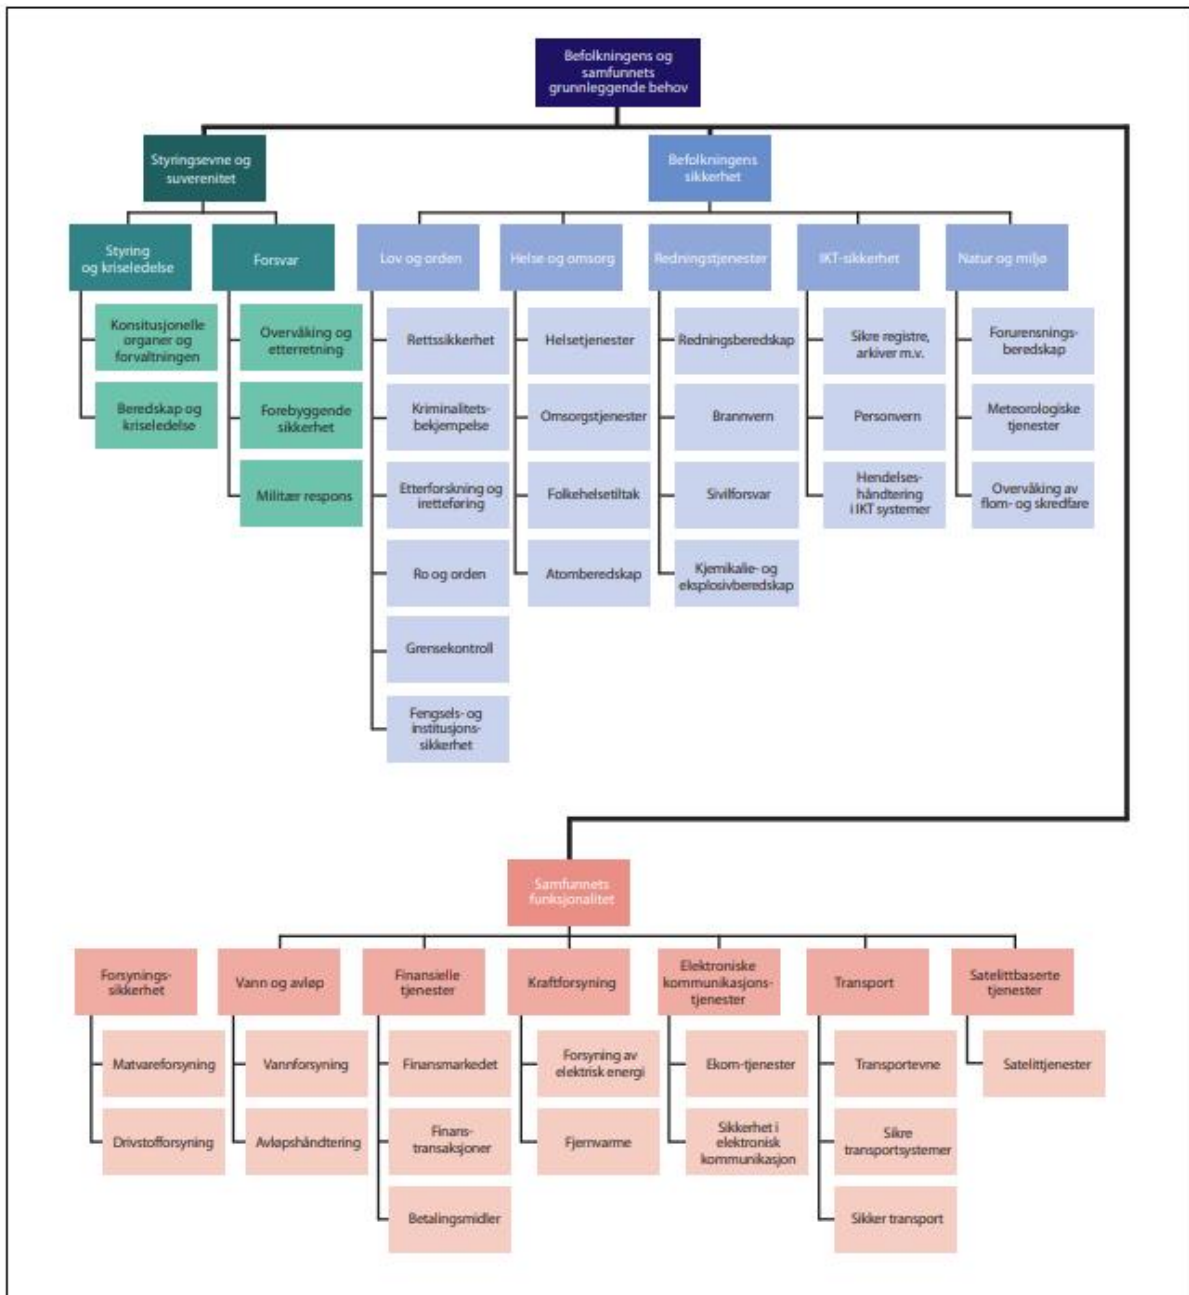 Befolkningens og
samfunnets
grunnleggende behov
Styringsevne og
suverenitet
Befolkningens
sikkerhet
Styring
og kriseledelse
Forsvar
Lov og orden
Helse og omsorg
Redningstjenester
IKT-sikkerhet
Natur og miljø
Konsitusjonelle
organer og
forvaltningen
Beredskap og
kriseledelse
Overvåking og
etterretning
Forebyggende
sikkerhet
Militær respons
Rettssikkerhet
Kriminalitets-
bekjempelse
Etterforskning og
iretteføring
Ro og orden
Grensekontroll
Fengsels- og
institusjons-
sikkerhet
Helsetjenester
Omsorgstjenester
Folkehelsetiltak
Atomberedskap
Redningsberedskap
Brannvern
Sivilforsvar
Kjemikalie- og
eksplosivberedskap
Sikre registre,
arkiver m.v.
Personvern
Hendelses-
håndtering
i IKT systemer
Forurensnings-
beredskap
Meteorologiske
tjenester
Overvåking av
flom- og skredfare
Samfunnets
funksjonalitet
Forsynings-
sikkerhet
Vann og avløp
Finansielle
tjenester
Kraftforsyning
Elektroniske
kommunikasjons-
tjenester
Transport
Satelittbaserte
tjenester
Matvareforsyning
Drivstofforsyning
Vannforsyning
Avløpshåndtering
Finansmarkedet
Finans-
transaksjoner
Betalingsmidler
Forsyning av
elektrisk energi
Fjernvarme
Ekom-tjenester
Sikkerhet i
elektronisk
kommunikasjon
Transportevne
Sikre
transportsystemer
Sikker transport
Satelittjenester